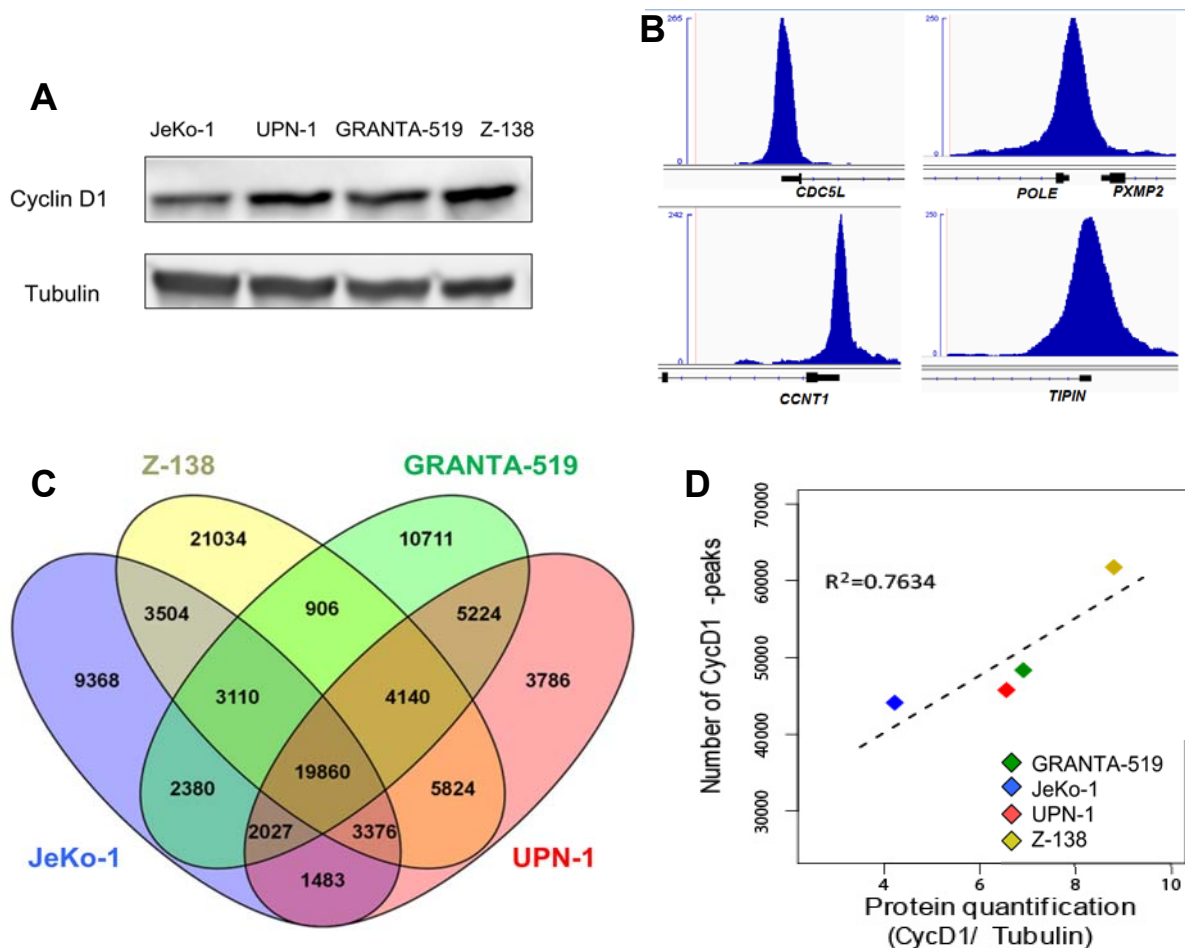 A
JeKo-1 UPN-1 GRANTA-519 Z-138
Cyclin D1
Tubulin
B
265
0
CDC5L
250
0
POLE PXMP2
242
0
CCNT1
250
0
TIPIN
C
Z-138 GRANTA-519
21034 10711
3504 906 5224
9368 3110 4140 3786
19860
2380 5824
2027 3376
JeKo-1 UPN-1
1483
D
Number of CycD1 -peaks
70000
60000
50000
40000
30000
R²=0.7634
GRANTA-519
JeKo-1
UPN-1
Z-138
4 6 8 10
Protein quantification
(CycD1/ Tubulin)